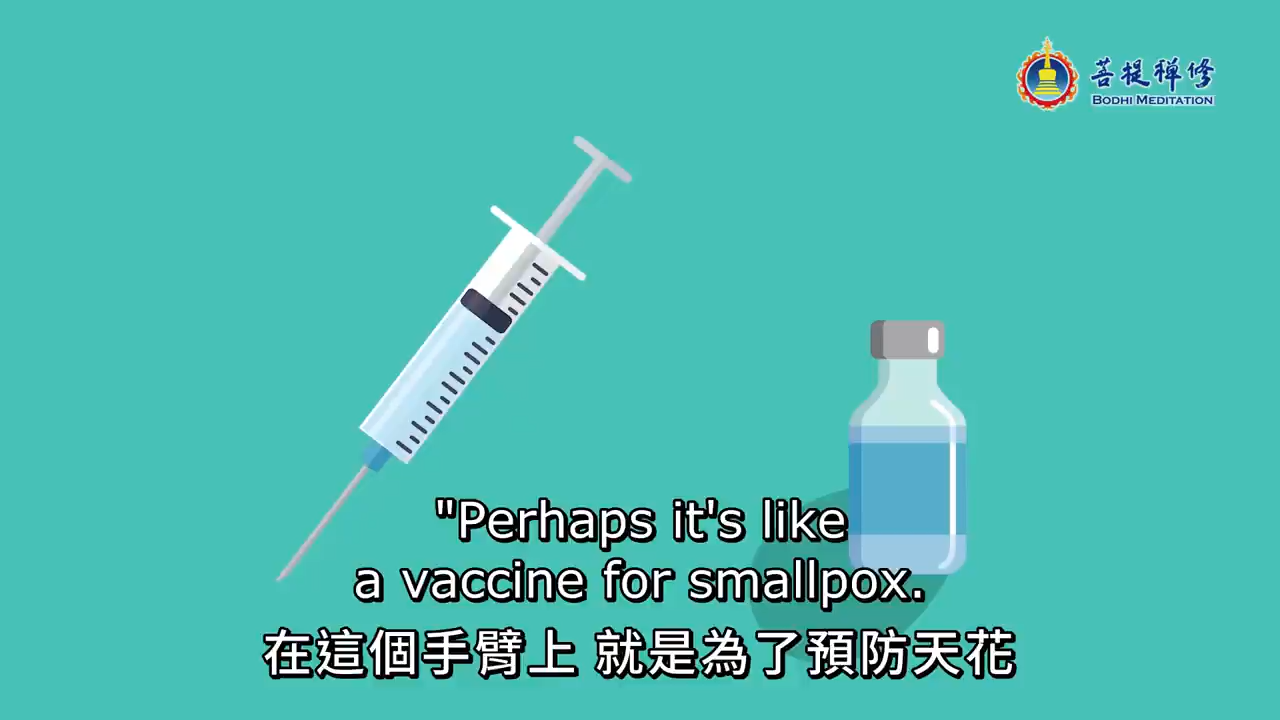 菩提禪修
BODHI MEDITATION
"Perhaps it's like
a vaccine for smallpox.
在這個手臂上 就是為了預防天花